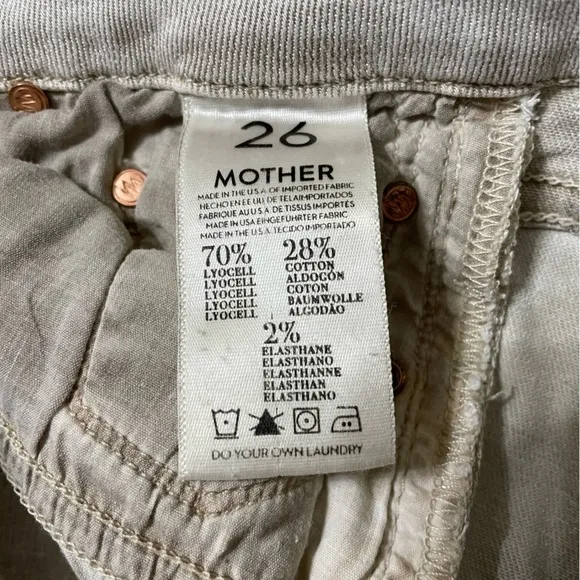 26
MOTHER
MADE IN THE U.S.A. OF IMPORTED FABRIC
HECHO EN EE UU DE TELA IMPORTADOS
FABRIQUE AU U.S.A. DE TISSUS IMPORTÉS
MADE IN USA EINGEFÜHRTER FABRIC
MADE IN THE U.S.A. TECIDO IMPORTADO
70% 28%
LYOCELL COTTON
LYOCELL ALDOGÓN
LYOCELL COTON
LYOCELL BAUMWOLLE
LYOCELL ALGODÃO
2%
ELASTHANE
ELASTHANO
ELASTHANNE
ELASTHAN
ELASTHANO
DO YOUR OWN LAUNDRY